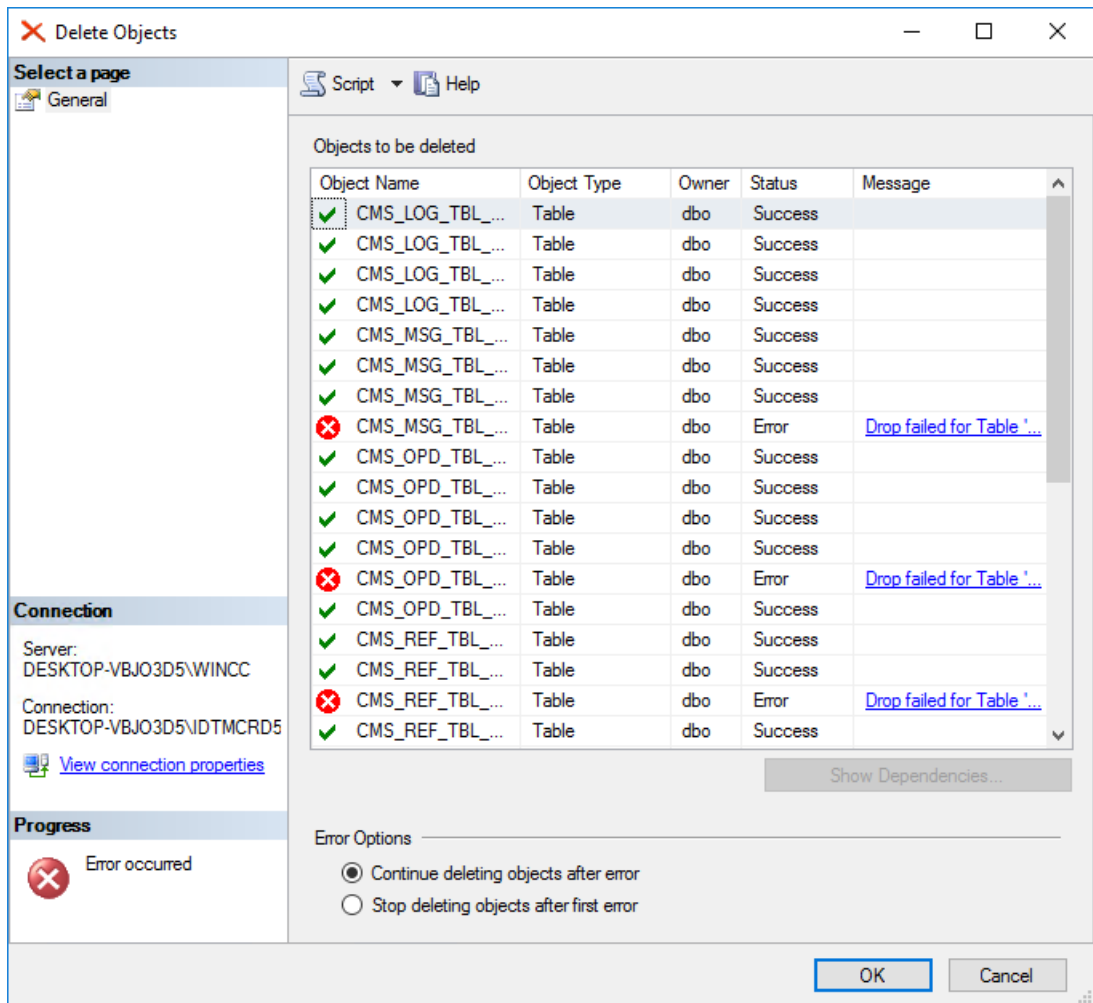 Delete Objects
Select a page
General
Script Help
Objects to be deleted
Object Name Object Type Owner Status Message
CMS_LOG_TBL_... Table dbo Success
CMS_LOG_TBL_... Table dbo Success
CMS_LOG_TBL_... Table dbo Success
CMS_LOG_TBL_... Table dbo Success
CMS_MSG_TBL_... Table dbo Success
CMS_MSG_TBL_... Table dbo Success
CMS_MSG_TBL_... Table dbo Success
CMS_MSG_TBL_... Table dbo Error Drop failed for Table '...
CMS_OPD_TBL_... Table dbo Success
CMS_OPD_TBL_... Table dbo Success
CMS_OPD_TBL_... Table dbo Success
CMS_OPD_TBL_... Table dbo Success
CMS_OPD_TBL_... Table dbo Error Drop failed for Table '...
CMS_OPD_TBL_... Table dbo Success
CMS_REF_TBL_... Table dbo Success
CMS_REF_TBL_... Table dbo Success
CMS_REF_TBL_... Table dbo Error Drop failed for Table '...
CMS_REF_TBL_... Table dbo Success
Show Dependencies...
Connection
Server:
DESKTOP-VBJO3D5\WINCC
Connection:
DESKTOP-VBJO3D5\IDTMCRD5
View connection properties
Progress
Error occurred
Error Options
Continue deleting objects after error
Stop deleting objects after first error
OK Cancel